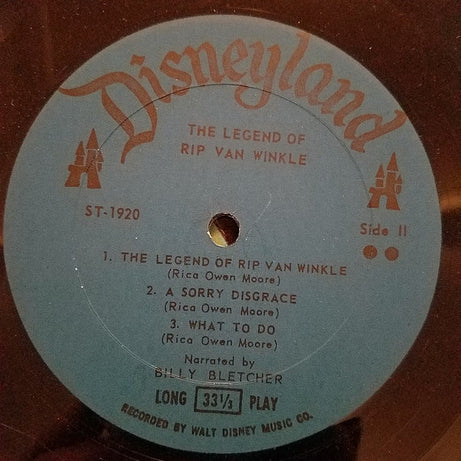 Disneyland
THE LEGEND OF
RIP VAN WINKLE
ST-1920
Side II
1. THE LEGEND OF RIP VAN WINKLE
(Rica Owen Moore)
2. A SORRY DISGRACE
(Rica Owen Moore)
3. WHAT TO DO
(Rica Owen Moore)
Narrated by
BILLY BLETCHER
LONG 33⅓ PLAY
RECORDED BY WALT DISNEY MUSIC CO.